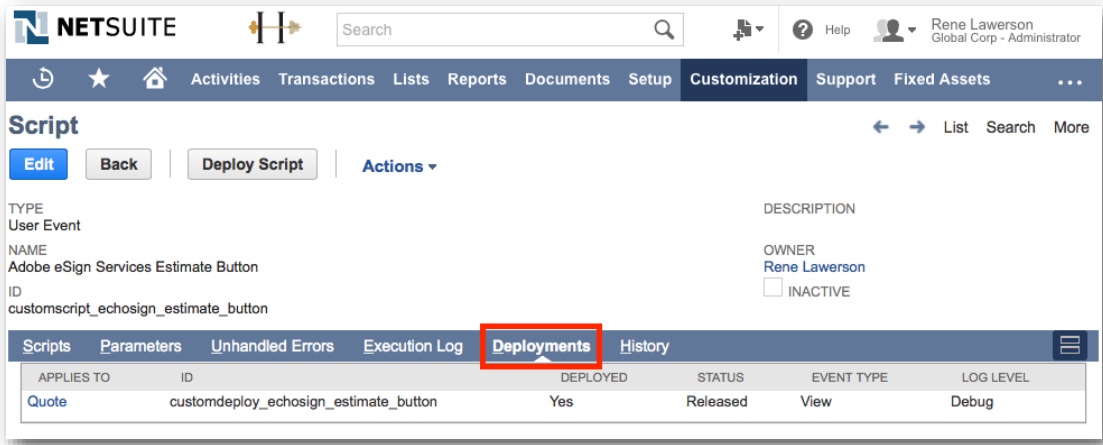 N NETSUITE
H
Search
Help
Rene Lawerson
Global Corp - Administrator
Activities Transactions Lists Reports Documents Setup Customization Support Fixed Assets ...
Script
List Search More
Edit Back Deploy Script Actions
TYPE
User Event
DESCRIPTION
NAME
Adobe eSign Services Estimate Button
OWNER
Rene Lawerson
ID
customscript_echosign_estimate_button
INACTIVE
Scripts Parameters Unhandled Errors Execution Log Deployments History
APPLIES TO ID DEPLOYED STATUS EVENT TYPE LOG LEVEL
Quote customdeploy_echosign_estimate_button Yes Released View Debug